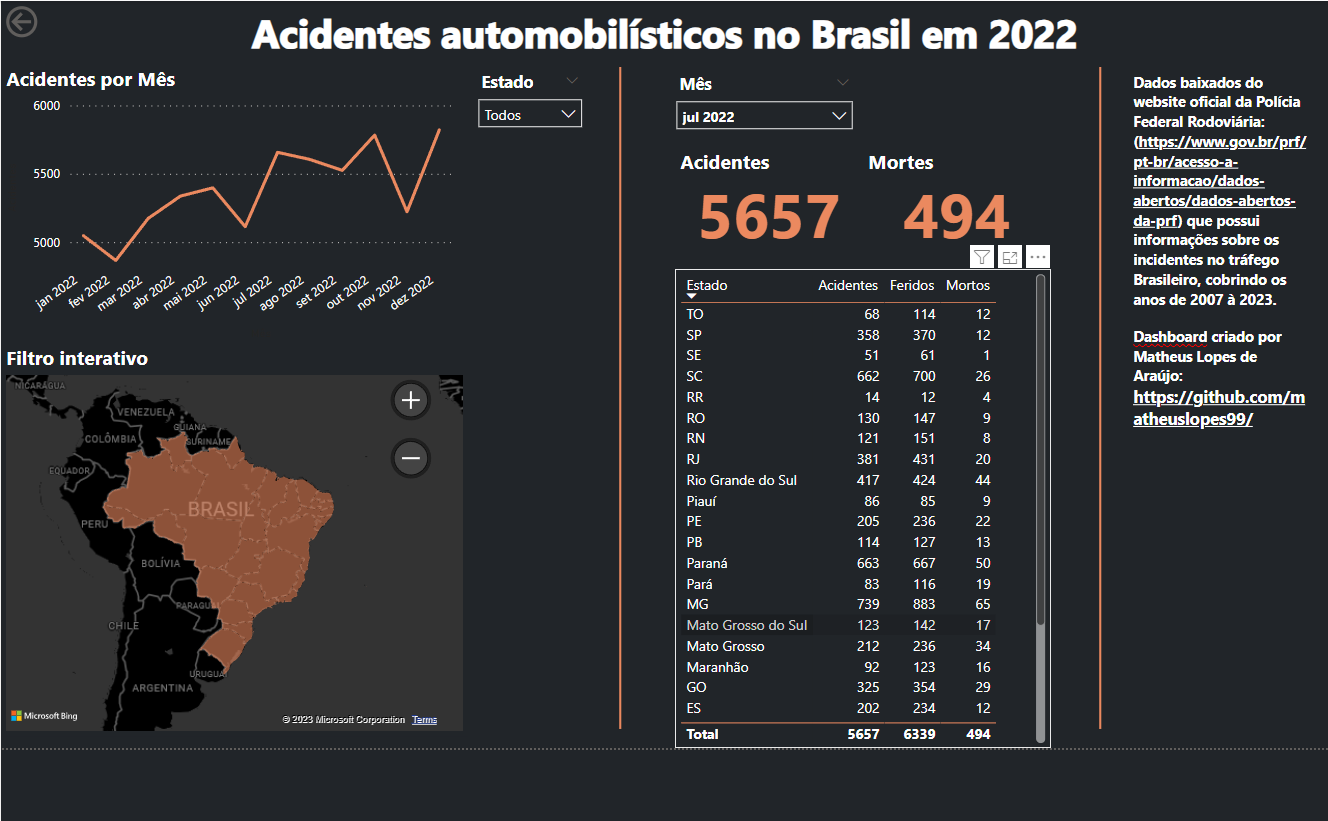 Acidentes automobilísticos no Brasil em 2022
Acidentes por Mês
6000
5500
5000
jan 2022
fev 2022
mar 2022
abr 2022
mai 2022
jun 2022
jul 2022
ago 2022
set 2022
out 2022
nov 2022
dez 2022
Estado
Todos
Filtro interativo
NICARÁGUA
VENEZUELA
GUIANA
COLÔMBIA
SURINAME
EQUADOR
BRASIL
PERU
BOLÍVIA
PARAGUAI
CHILE
URUGUAI
ARGENTINA
Microsoft Bing
© 2023 Microsoft Corporation Terms
Mês
jul 2022
Acidentes Mortes
5657 494
Estado Acidentes Feridos Mortos
TO 68 114 12
SP 358 370 12
SE 51 61 1
SC 662 700 26
RR 14 12 4
RO 130 147 9
RN 121 151 8
RJ 381 431 20
Rio Grande do Sul 417 424 44
Piauí 86 85 9
PE 205 236 22
PB 114 127 13
Paraná 663 667 50
Pará 83 116 19
MG 739 883 65
Mato Grosso do Sul 123 142 17
Mato Grosso 212 236 34
Maranhão 92 123 16
GO 325 354 29
ES 202 234 12
Total 5657 6339 494
Dados baixados do
website oficial da Polícia
Federal Rodoviária:
(https://www.gov.br/prf/
pt-br/acesso-a-
informacao/dados-
abertos/dados-abertos-
da-prf) que possui
informações sobre os
incidentes no tráfego
Brasileiro, cobrindo os
anos de 2007 à 2023.
Dashboard criado por
Matheus Lopes de
Araújo:
https://github.com/m
atheuslopes99/